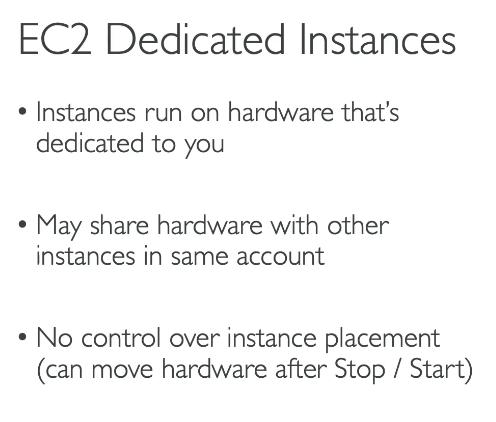 EC2 Dedicated Instances
• Instances run on hardware that's
dedicated to you
• May share hardware with other
instances in same account
• No control over instance placement
(can move hardware after Stop / Start)